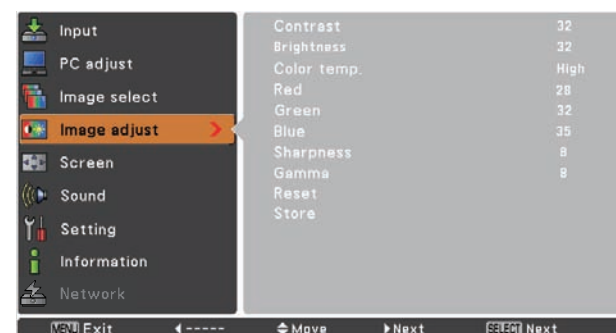 Input
PC adjust
Image select
Image adjust
Screen
Sound
Setting
Information
Network
Contrast 32
Brightness 32
Color temp. High
Red 28
Green 32
Blue 35
Sharpness 8
Gamma 8
Reset
Store
MENU Exit ◀----- Move ▶Next SELECT Next